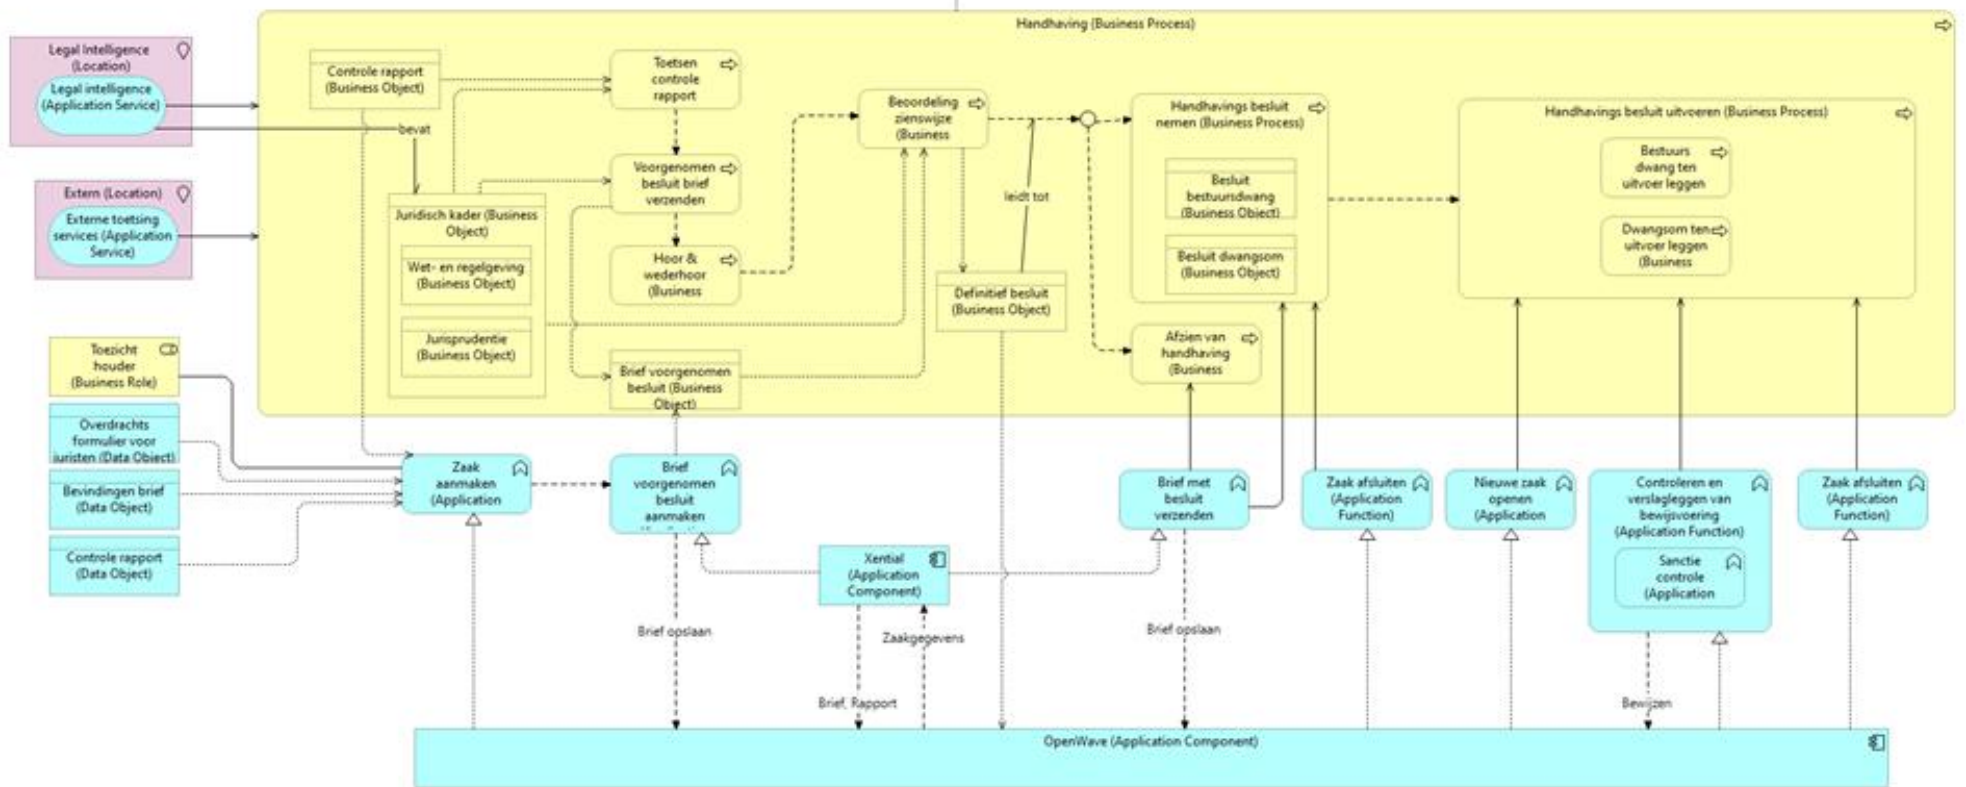 Handhaving (Business Process)
Legal Intelligence
(Location)
Legal intelligence
(Application Service)
Extern (Location)
Externe toetsing
services (Application
Service)
Controle rapport
(Business Object)
bevat
Juridisch kader (Business
Object)
Wet- en regelgeving
(Business Object)
Jurisprudentie
(Business Object)
Toetsen
controle
rapport
Voorgenomen
besluit brief
verzenden
Hoor &
wederhoor
(Business
Brief voorgenomen
besluit (Business
Object)
Beoordeling
zienswijze
(Business
leidt tot
Definitief besluit
(Business Object)
Handhavings besluit
nemen (Business Process)
Besluit
bestuursdwang
(Business Object)
Besluit dwangsom
(Business Object)
Afzien van
handhaving
(Business
Handhavings besluit uitvoeren (Business Process)
Bestuurs
dwang ten
uitvoer leggen
Dwangsom ten
uitvoer leggen
(Business
Toezicht
houder
(Business Role)
Overdrachts
formulier voor
juristen (Data Object)
Bevindingen brief
(Data Object)
Controle rapport
(Data Object)
Zaak
aanmaken
(Application
Brief
voorgenomen
besluit
aanmaken
Xential
(Application
Component)
Brief met
besluit
verzenden
Zaak afsluiten
(Application
Function)
Nieuwe zaak
openen
(Application
Controleren en
verslagleggen van
bewijsvoering
(Application Function)
Sanctie
controle
(Application
Zaak afsluiten
(Application
Function)
Brief opslaan
Zaakgegevens
Brief opslaan
Brief, Rapport
Bewijzen
OpenWave (Application Component)